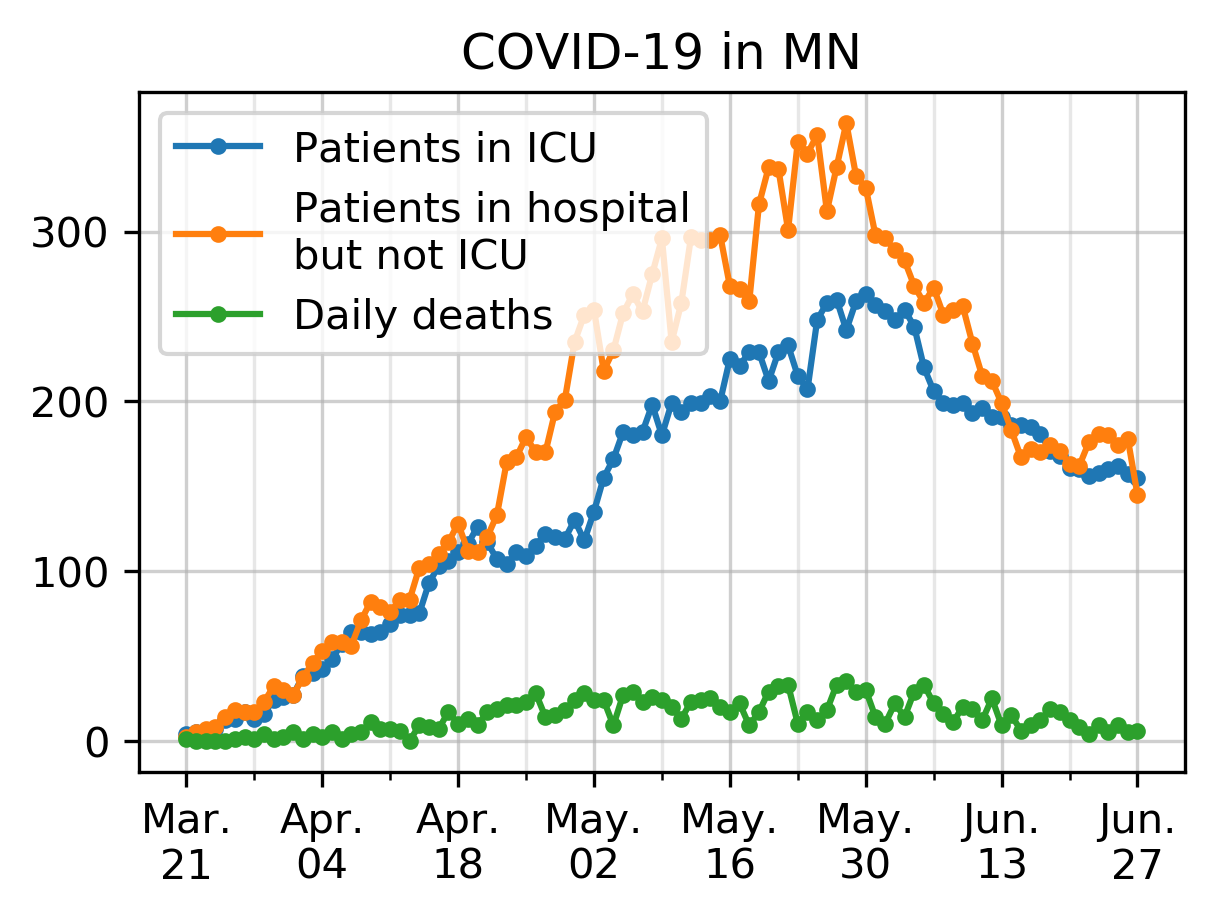 COVID-19 in MN
Patients in ICU
Patients in hospital
but not ICU
Daily deaths
300
200
100
0
Mar. Apr. Apr. May. May. May. Jun. Jun.
21 04 18 02 16 30 13 27